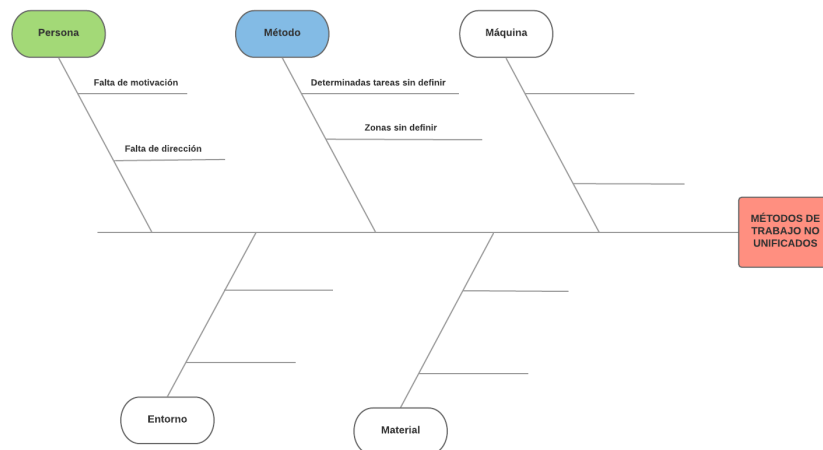 Persona
Método
Máquina
Falta de motivación
Determinadas tareas sin definir
Zonas sin definir
Falta de dirección
MÉTODOS DE
TRABAJO NO
UNIFICADOS
Entorno
Material